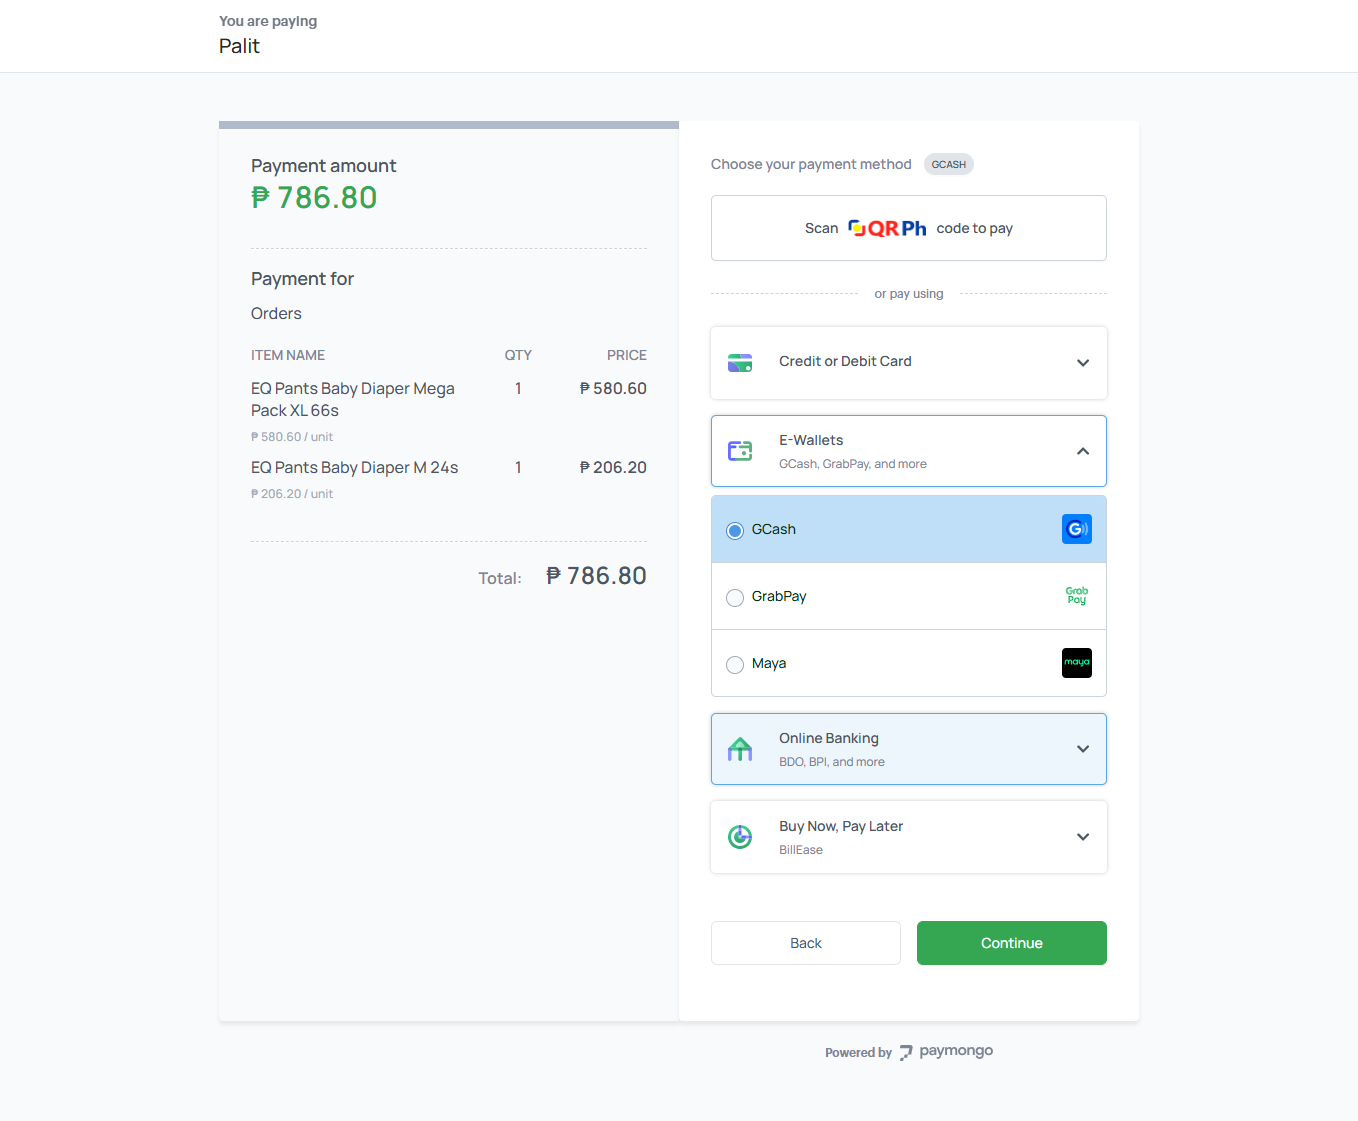 You are paying
Palit
Payment amount
₱ 786.80
Payment for
Orders
ITEM NAME QTY PRICE
EQ Pants Baby Diaper Mega 1 ₱ 580.60
Pack XL 66s
₱ 580.60 / unit
EQ Pants Baby Diaper M 24s 1 ₱ 206.20
₱ 206.20 / unit
Total: ₱ 786.80
Choose your payment method GCASH
Scan QR Ph code to pay
or pay using
Credit or Debit Card
E-Wallets
GCash, GrabPay, and more
GCash G
GrabPay Grab
Pay
Maya maya
Online Banking
BDO, BPI, and more
Buy Now, Pay Later
BillEase
Back Continue
Powered by paymongo